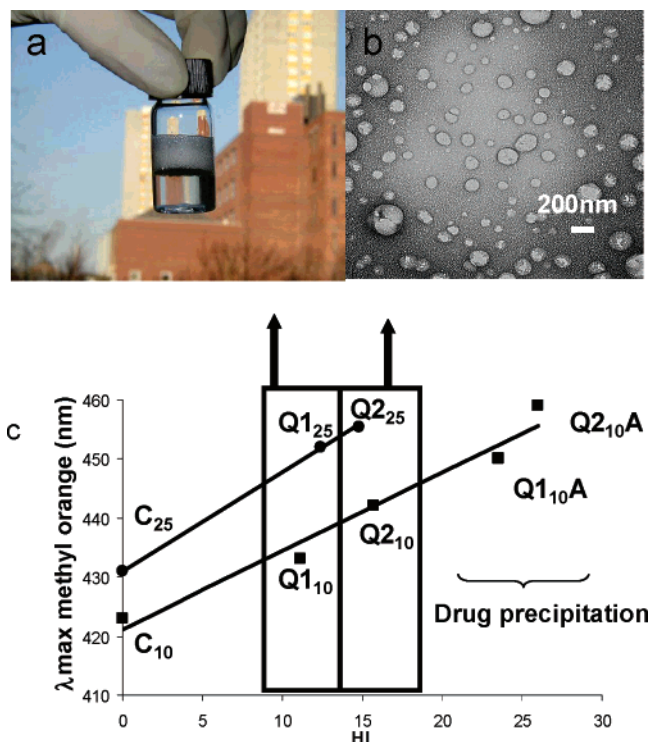 a
b
200nm
c
λmax methyl orange (nm)
460
450
440
430
420
410
C₂₅
C₁₀
Q1₂₅
Q2₂₅
Q1₁₀
Q2₁₀
Q2₁₀A
Q1₁₀A
Drug precipitation
0 5 10 15 20 25 30
HI